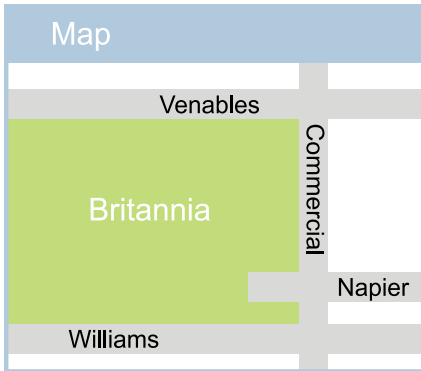 Map
Venables
Commercial
Britannia
Napier
Williams